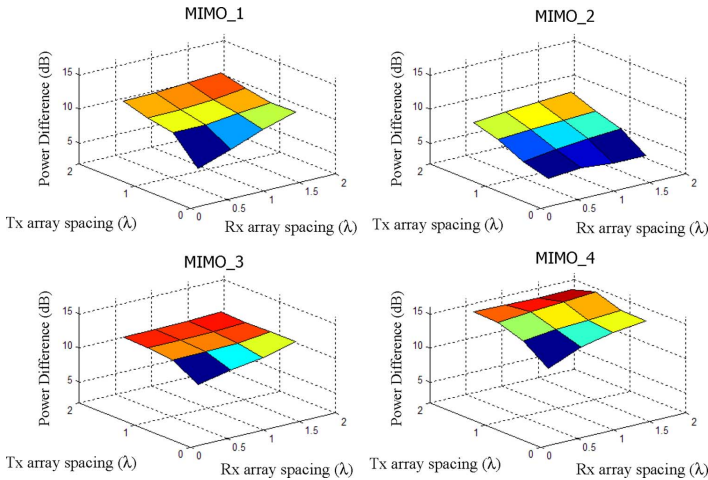 MIMO_1
Power Difference (dB)
15
10
5
2
1
0
0
0.5
1
1.5
2
Tx array spacing (λ)
Rx array spacing (λ)
MIMO_2
Power Difference (dB)
15
10
5
2
1
0
0
0.5
1
1.5
2
Tx array spacing (λ)
Rx array spacing (λ)
MIMO_3
Power Difference (dB)
15
10
5
2
1
0
0
0.5
1
1.5
2
Tx array spacing (λ)
Rx array spacing (λ)
MIMO_4
Power Difference (dB)
15
10
5
2
1
0
0
0.5
1
1.5
2
Tx array spacing (λ)
Rx array spacing (λ)